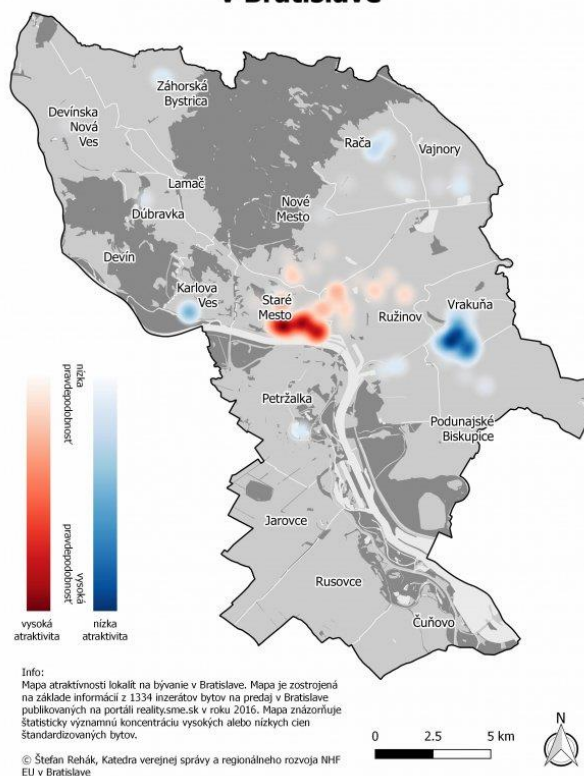 v Bratislave
Záhorská
Bystrica
Devínska
Nová
Ves
Rača
Vajnory
Lamač
Nové
Mesto
Dúbravka
Devín
Karlova
Ves
Staré
Mesto
Ružinov
Vrakuňa
Petržalka
Podunajské
Biskupice
Jarovce
Rusovce
Čuňovo
nízka
pravdepodobnosť
vysoká
pravdepodobnosť
vysoká
atraktivita
nízka
atraktivita
Info:
Mapa atraktívnosti lokalít na bývanie v Bratislave. Mapa je zostrojená
na základe informácií z 1334 inzerátov bytov na predaj v Bratislave
publikovaných na portáli reality.sme.sk v roku 2016. Mapa znázorňuje
štatisticky významnú koncentráciu vysokých alebo nízkych cien
štandardizovaných bytov.
© Štefan Rehák, Katedra verejnej správy a regionálneho rozvoja NHF
EU v Bratislave
0 2.5 5 km
N